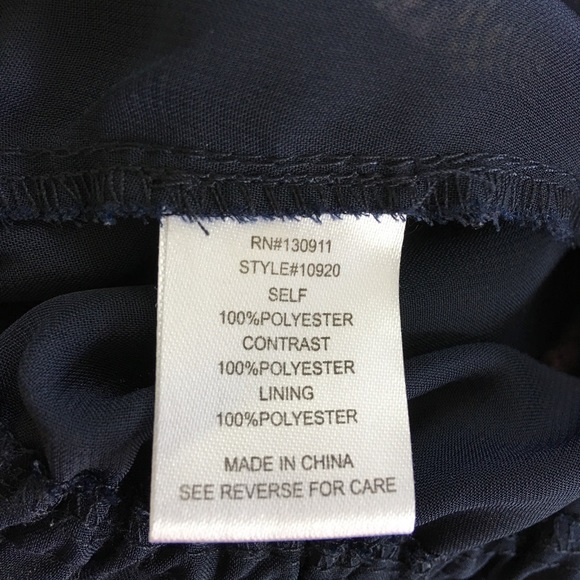 RN#130911
STYLE#10920
SELF
100%POLYESTER
CONTRAST
100%POLYESTER
LINING
100%POLYESTER
MADE IN CHINA
SEE REVERSE FOR CARE